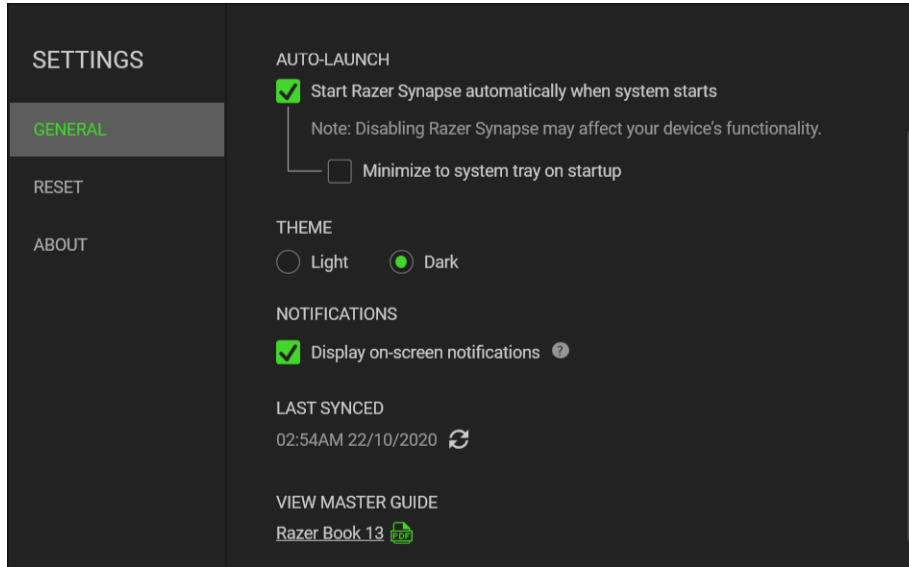 SETTINGS
GENERAL
RESET
ABOUT
AUTO-LAUNCH
Start Razer Synapse automatically when system starts
Note: Disabling Razer Synapse may affect your device’s functionality.
Minimize to system tray on startup
THEME
Light
Dark
NOTIFICATIONS
Display on-screen notifications ?
LAST SYNCED
02:54AM 22/10/2020
VIEW MASTER GUIDE
Razer Book 13 PDF